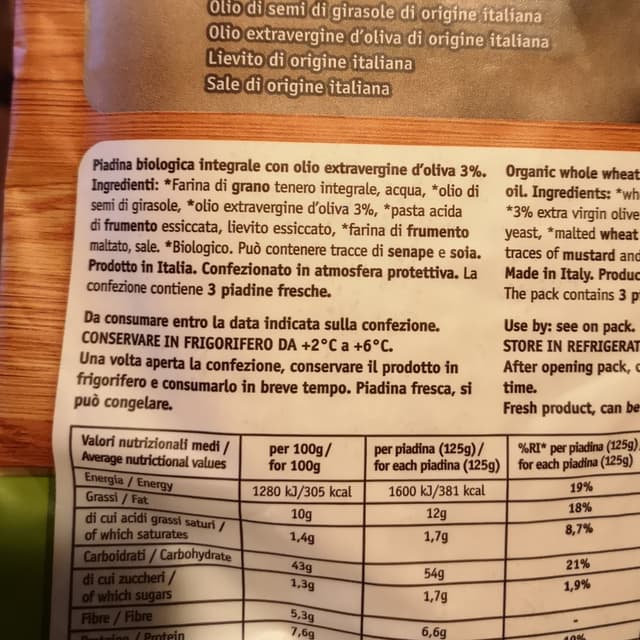 Olio di semi di girasole di origine italiana
Olio extravergine d'oliva di origine italiana
Lievito di origine italiana
Sale di origine italiana
Piadina biologica integrale con olio extravergine d'oliva 3%.
Ingredienti: *Farina di grano tenero integrale, acqua, *olio di
semi di girasole, *olio extravergine d'oliva 3%, *pasta acida
di frumento essiccata, lievito essiccato, *farina di frumento
maltato, sale. *Biologico. Può contenere tracce di senape e soia.
Prodotto in Italia. Confezionato in atmosfera protettiva. La
confezione contiene 3 piadine fresche.
Da consumare entro la data indicata sulla confezione.
CONSERVARE IN FRIGORIFERO DA +2°C a +6°C.
Una volta aperta la confezione, conservare il prodotto in
frigorifero e consumarlo in breve tempo. Piadina fresca, si
può congelare.
Organic whole wheat
oil. Ingredients: *wh
*3% extra virgin olive
yeast, *malted wheat
traces of mustard and
Made in Italy. Produc
The pack contains 3 p
Use by: see on pack.
STORE IN REFRIGERAT
After opening pack,
time.
Fresh product, can be
Valori nutrizionali medi / per 100g/ per piadina (125g)/ %RI* per piadina (125g)
Average nutrictional values for 100g for each piadina (125g) for each piadina (125g)
Energia / Energy 1280 kJ/305 kcal 1600 kJ/381 kcal 19%
Grassi / Fat 10g 12g 18%
di cui acidi grassi saturi /
of which saturates 1,4g 1,7g 8,7%
Carboidrati / Carbohydrate 43g 54g 21%
di cui zuccheri /
of which sugars 1,3g 1,7g 1,9%
Fibre / Fibre 5,3g 6,6g -
Proteine / Protein 7,6g